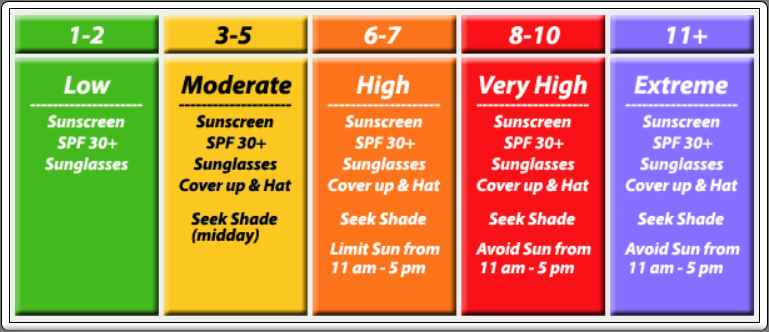 1-2
Low
--------------------
Sunscreen
SPF 30+
Sunglasses
3-5
Moderate
--------------------
Sunscreen
SPF 30+
Sunglasses
Cover up & Hat
Seek Shade
(midday)
6-7
High
--------------------
Sunscreen
SPF 30+
Sunglasses
Cover up & Hat
Seek Shade
Limit Sun from
11 am - 5 pm
8-10
Very High
--------------------
Sunscreen
SPF 30+
Sunglasses
Cover up & Hat
Seek Shade
Avoid Sun from
11 am - 5 pm
11+
Extreme
--------------------
Sunscreen
SPF 30+
Sunglasses
Cover up & Hat
Seek Shade
Avoid Sun from
11 am - 5 pm